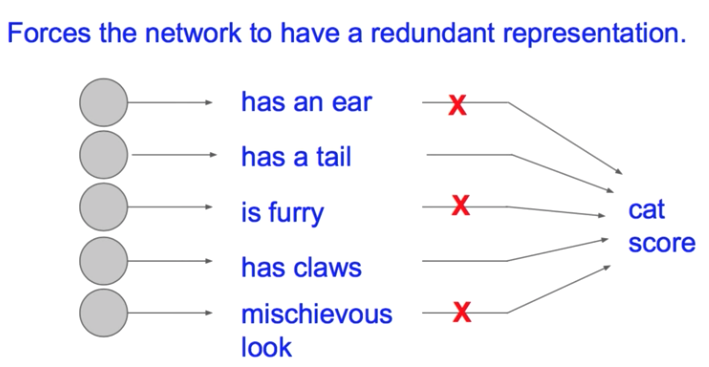 Forces the network to have a redundant representation.
has an ear
X
has a tail
is furry
X
cat
score
has claws
mischievous
look
X